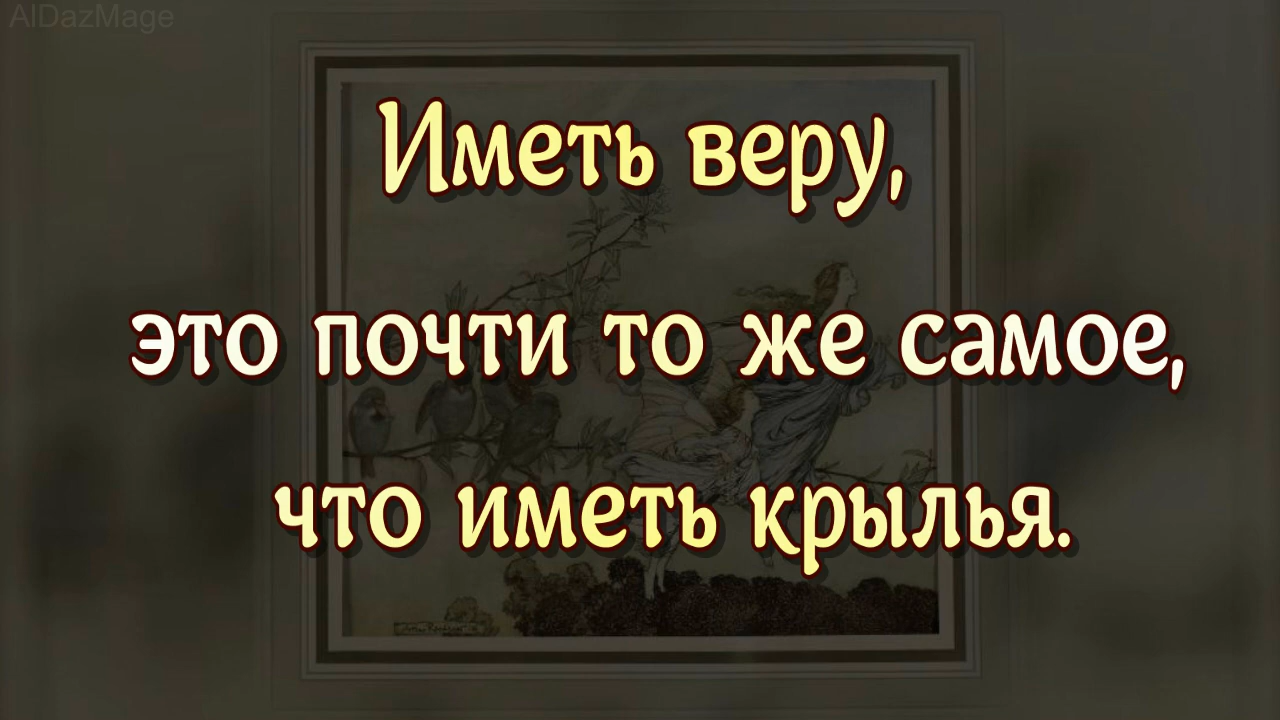 AlDazMage
Иметь веру,
это почти то же самое,
что иметь крылья.